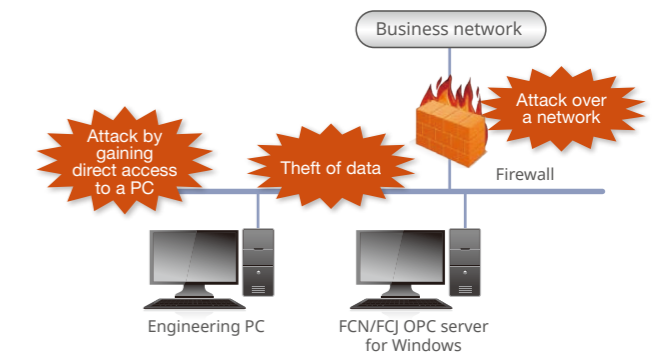 Business network
Attack over
a network
Attack by
gaining
direct access
to a PC
Theft of data
Firewall
Engineering PC
FCN/FCJ OPC server
for Windows